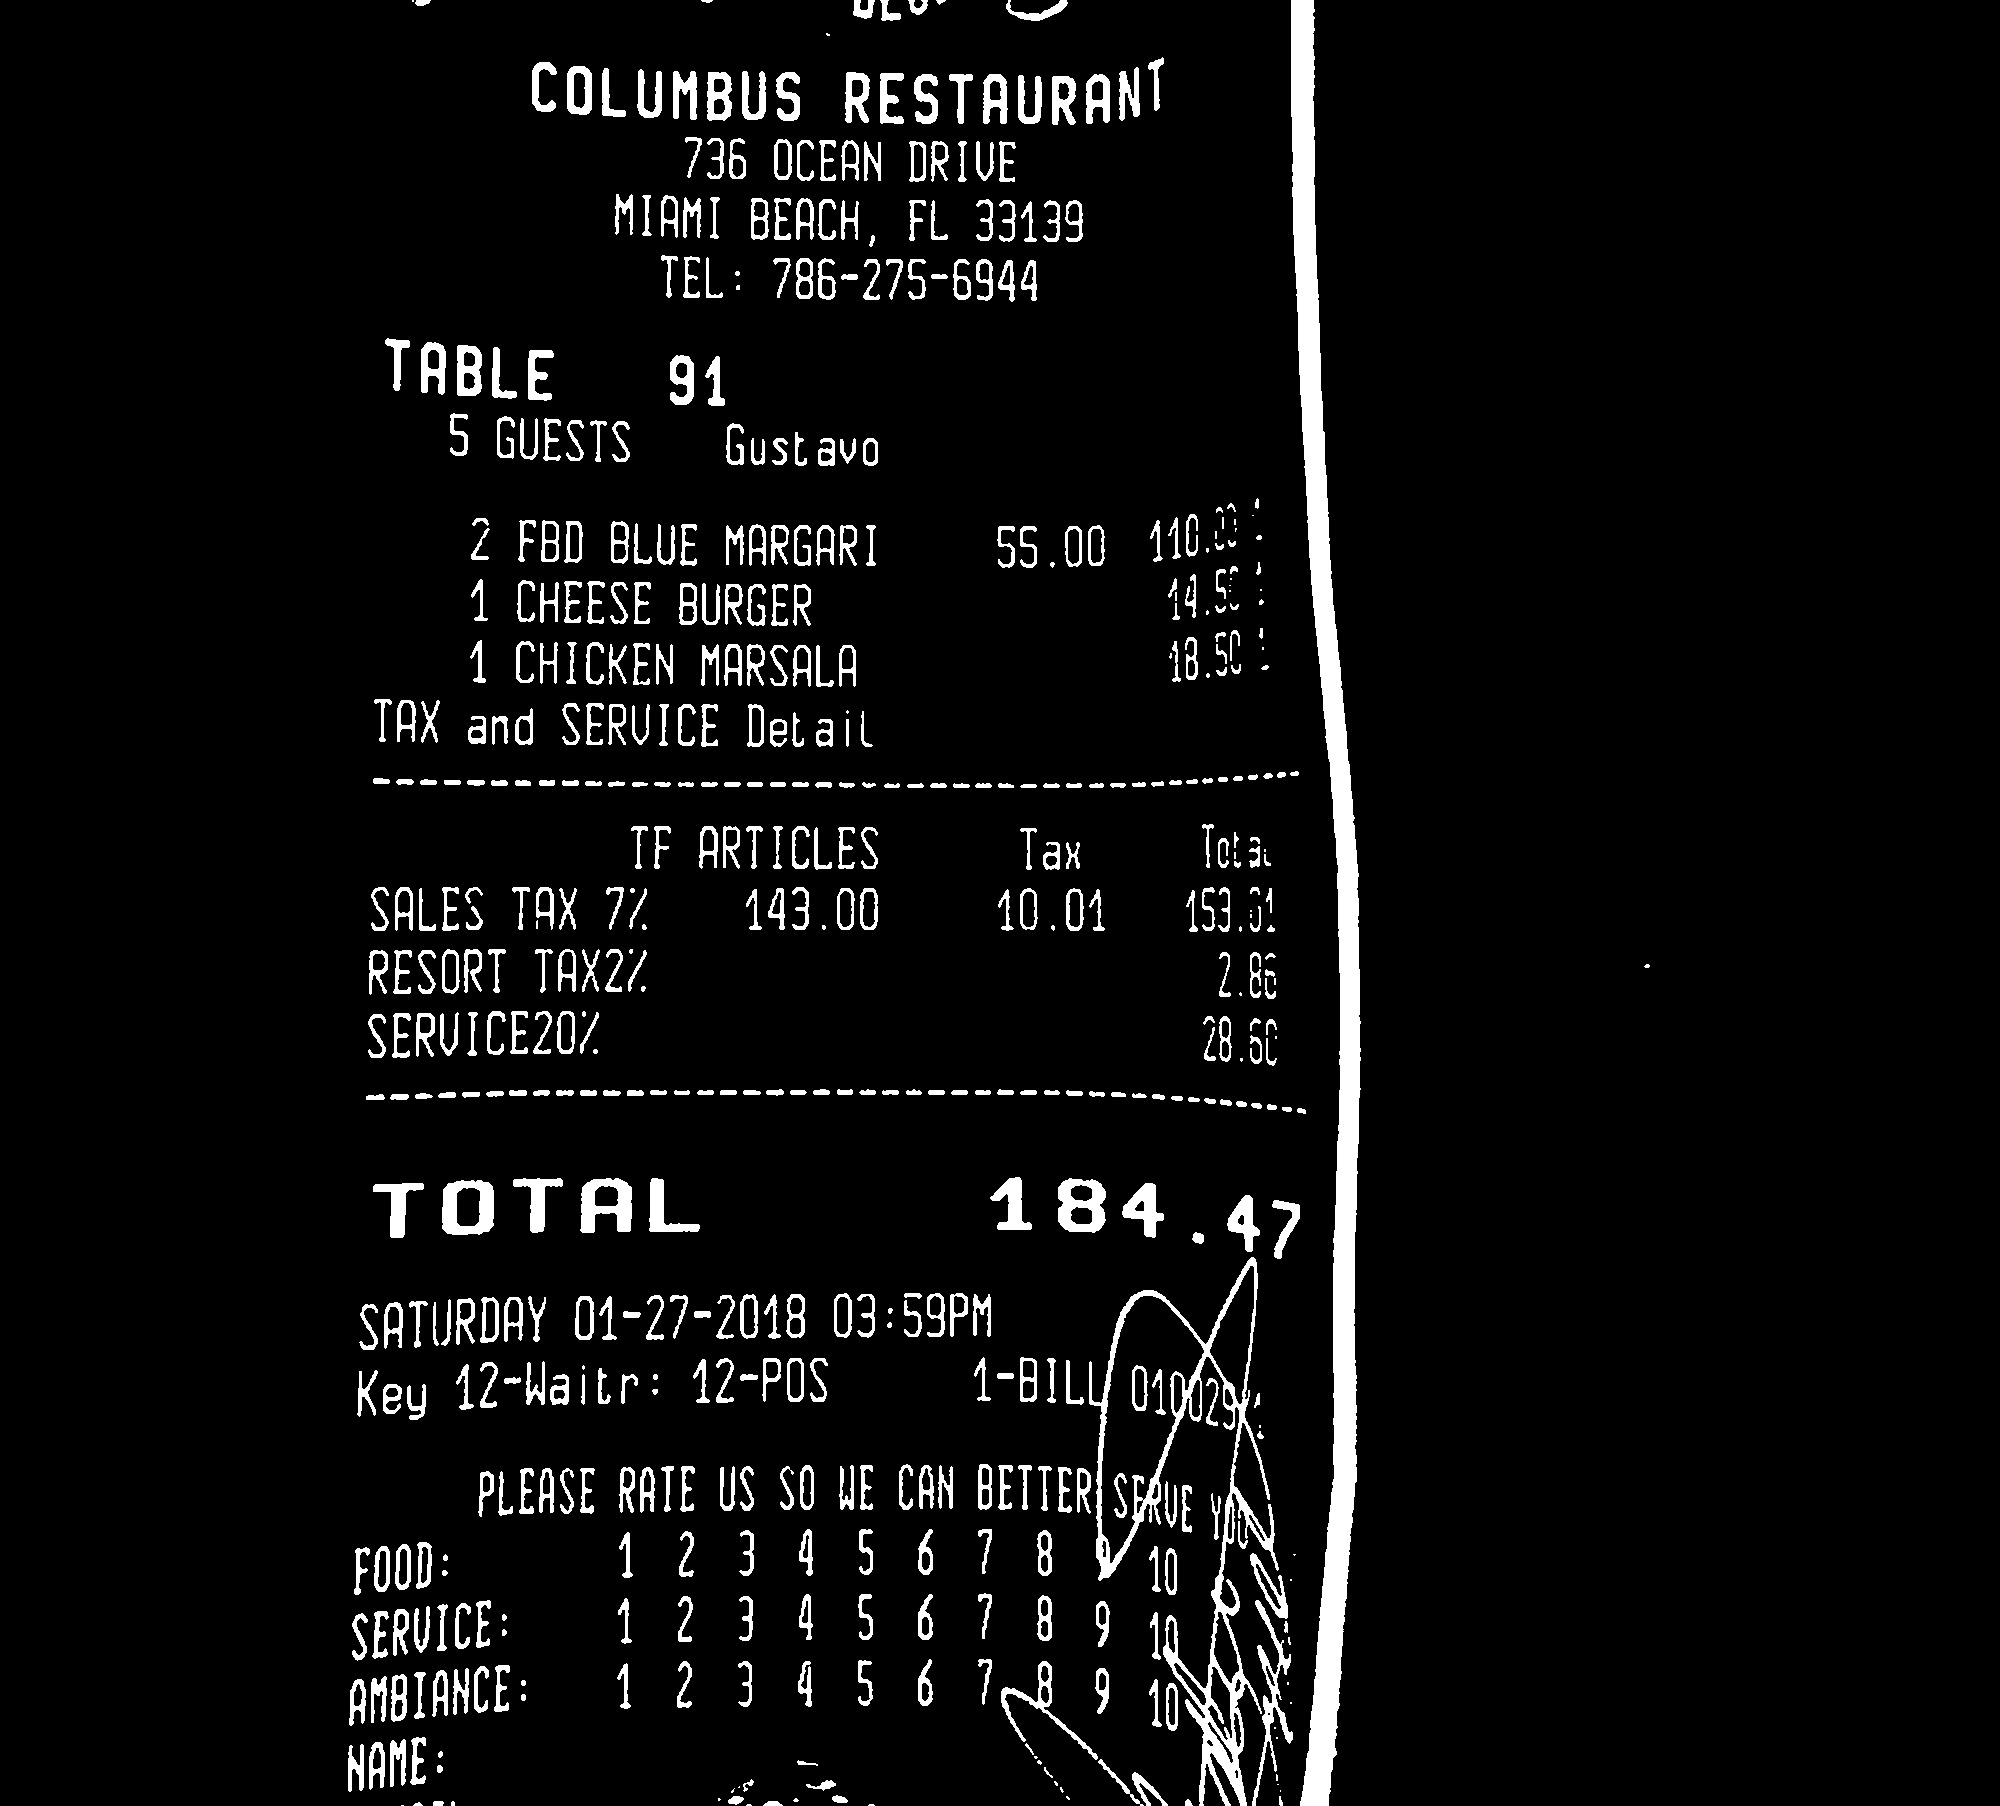 COLUMBUS RESTAURANT
736 OCEAN DRIVE
MIAMI BEACH, FL 33139
TEL: 786-275-6944
TABLE 91
5 GUESTS Gustavo
2 FBD BLUE MARGARI 55.00 110.00
1 CHEESE BURGER 14.50
1 CHICKEN MARSALA 18.50
TAX and SERVICE Detail
TF ARTICLES Tax Total
SALES TAX 7% 143.00 10.01 153.01
RESORT TAX2% 2.86
SERVICE20% 28.60
TOTAL 184.47
SATURDAY 01-27-2018 03:59PM
Key 12-Waitr: 12-POS 1-BILL
PLEASE RATE US SO WE CAN BETTER SERVE YOU
FOOD: 1 2 3 4 5 6 7 8 9 10
SERVICE: 1 2 3 4 5 6 7 8 9 10
AMBIANCE: 1 2 3 4 5 6 7 8 9 10
NAME: